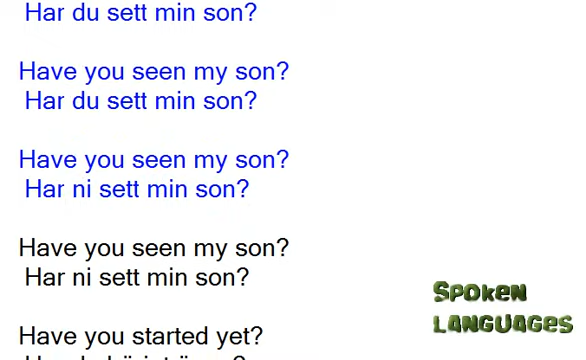 Har du sett min son?
Have you seen my son?
Har du sett min son?
Have you seen my son?
Har ni sett min son?
Have you seen my son?
Har ni sett min son?
Have you started yet?
Spoken
Languages